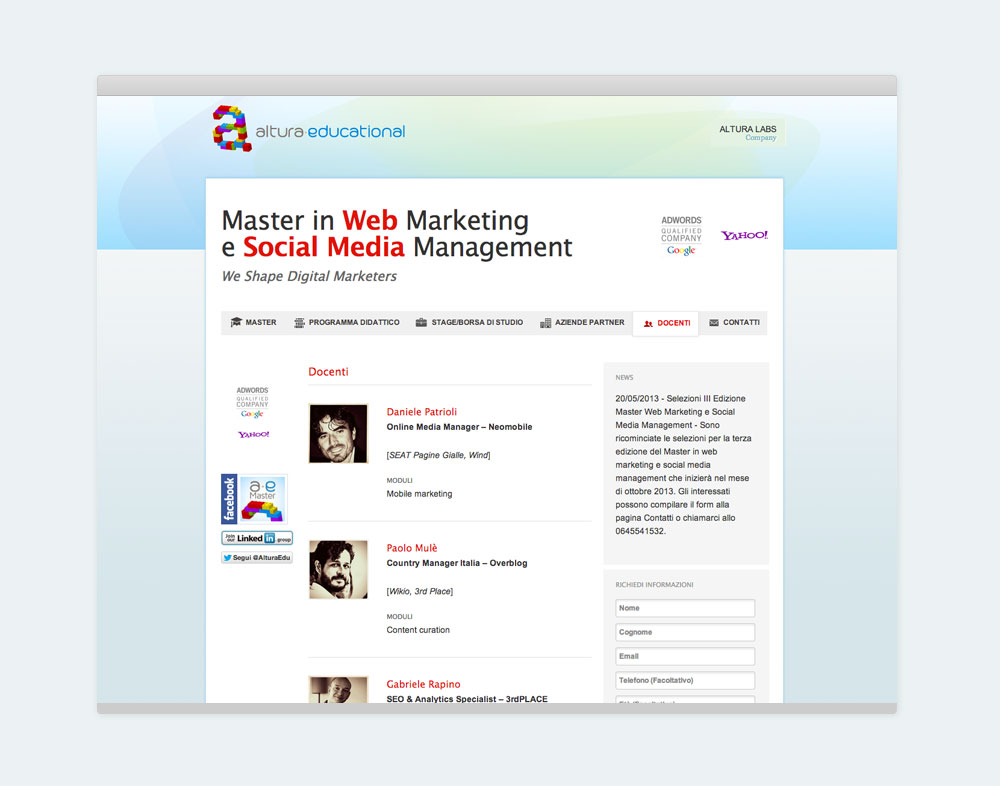 altura·educational
ALTURA LABS
Company
Master in Web Marketing
e Social Media Management
We Shape Digital Marketers
ADWORDS
QUALIFIED
COMPANY
Google
YAHOO!
MASTER
PROGRAMMA DIDATTICO
STAGE/BORSA DI STUDIO
AZIENDE PARTNER
DOCENTI
CONTATTI
ADWORDS
QUALIFIED
COMPANY
Google
YAHOO!
facebook
a·e
Master
Join our LinkedIn group
Segui @AlturaEdu
Docenti
Daniele Patrioli
Online Media Manager – Neomobile
[SEAT Pagine Gialle, Wind]
MODULI
Mobile marketing
Paolo Mulè
Country Manager Italia – Overblog
[Wikio, 3rd Place]
MODULI
Content curation
Gabriele Rapino
SEO & Analytics Specialist – 3rdPLACE
NEWS
20/05/2013 - Selezioni III Edizione
Master Web Marketing e Social
Media Management - Sono
ricominciate le selezioni per la terza
edizione del Master in web
marketing e social media
management che inizierà nel mese
di ottobre 2013. Gli interessati
possono compilare il form alla
pagina Contatti o chiamarci allo
0645541532.
RICHIEDI INFORMAZIONI
Nome
Cognome
Email
Telefono (Facoltativo)